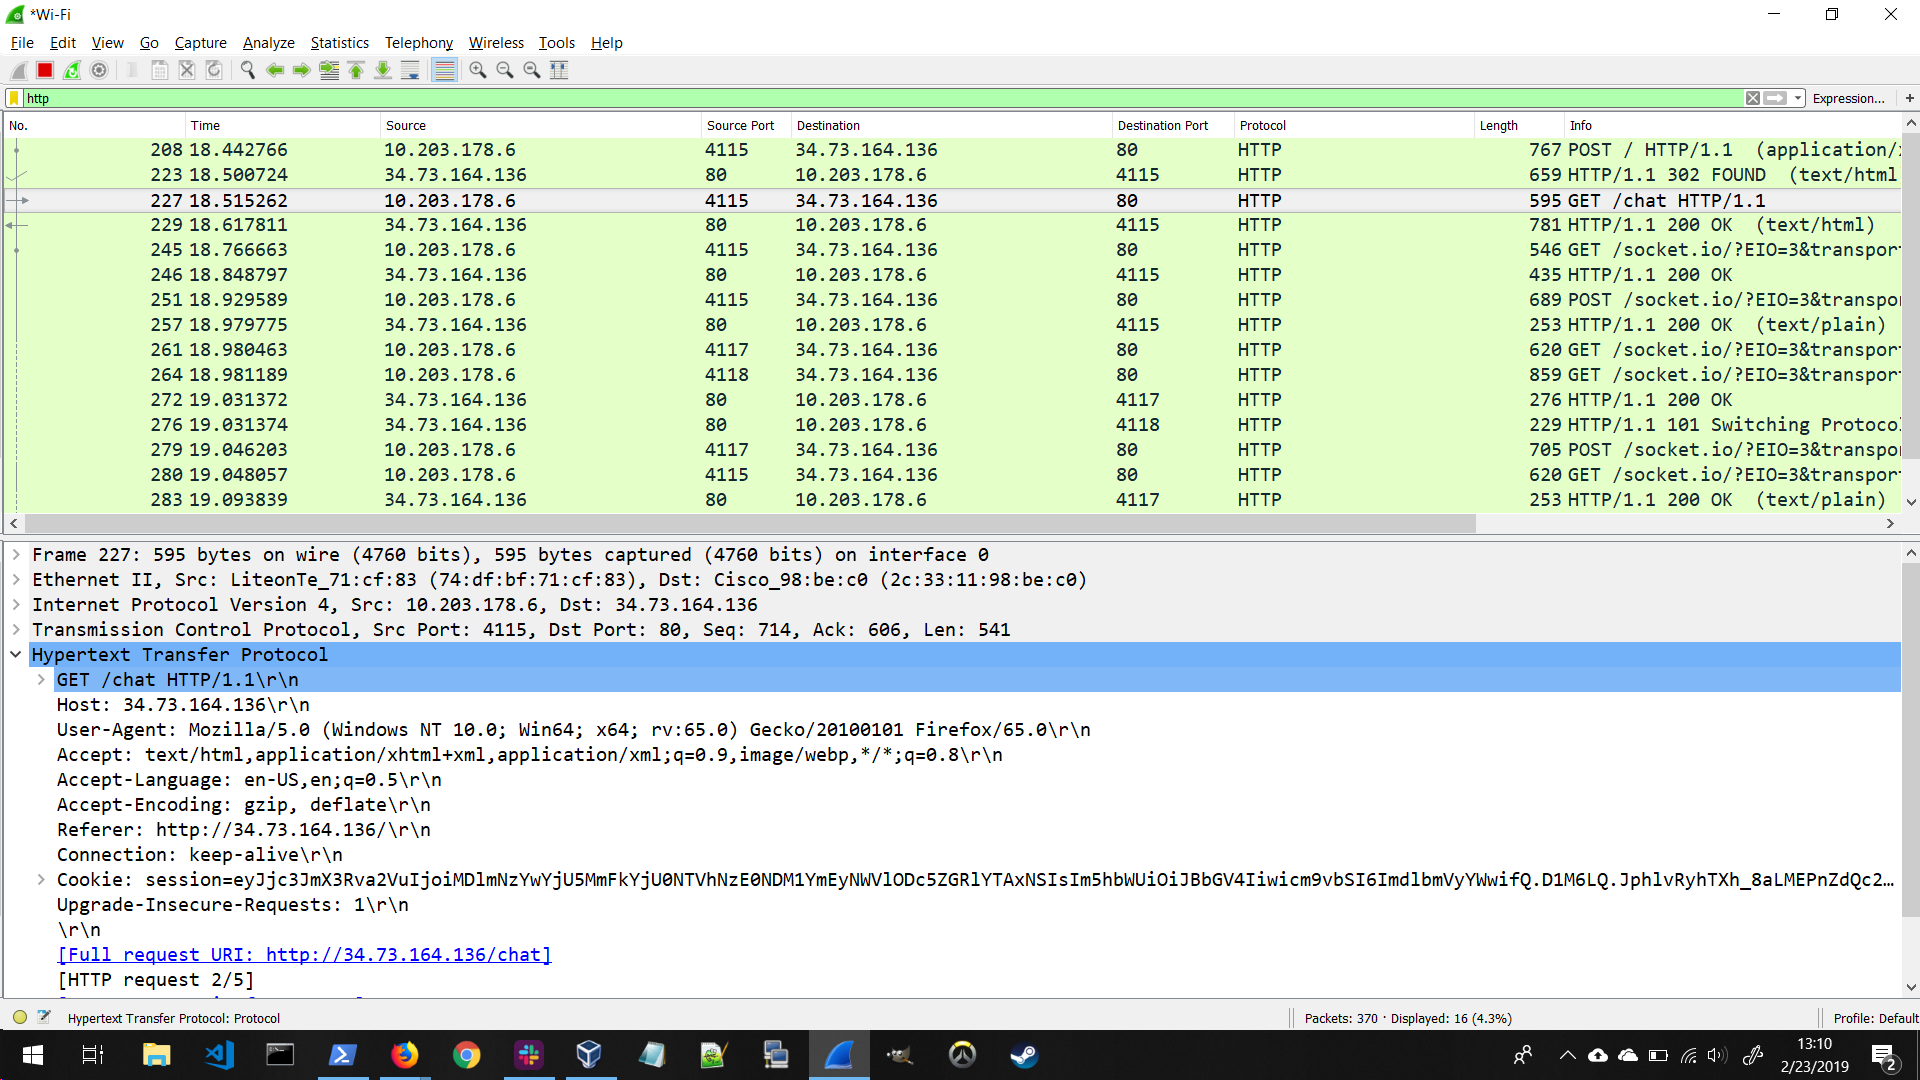 *Wi-Fi
File Edit View Go Capture Analyze Statistics Telephony Wireless Tools Help
http Expression... +
No. Time Source Source Port Destination Destination Port Protocol Length Info
208 18.442766 10.203.178.6 4115 34.73.164.136 80 HTTP 767 POST / HTTP/1.1 (application/
223 18.500724 34.73.164.136 80 10.203.178.6 4115 HTTP 659 HTTP/1.1 302 FOUND (text/html
227 18.515262 10.203.178.6 4115 34.73.164.136 80 HTTP 595 GET /chat HTTP/1.1
229 18.617811 34.73.164.136 80 10.203.178.6 4115 HTTP 781 HTTP/1.1 200 OK (text/html)
245 18.766663 10.203.178.6 4115 34.73.164.136 80 HTTP 546 GET /socket.io/?EIO=3&transpor
246 18.848797 34.73.164.136 80 10.203.178.6 4115 HTTP 435 HTTP/1.1 200 OK
251 18.929589 10.203.178.6 4115 34.73.164.136 80 HTTP 689 POST /socket.io/?EIO=3&transpo
257 18.979775 34.73.164.136 80 10.203.178.6 4115 HTTP 253 HTTP/1.1 200 OK (text/plain)
261 18.980463 10.203.178.6 4117 34.73.164.136 80 HTTP 620 GET /socket.io/?EIO=3&transpor
264 18.981189 10.203.178.6 4118 34.73.164.136 80 HTTP 859 GET /socket.io/?EIO=3&transpor
272 19.031372 34.73.164.136 80 10.203.178.6 4117 HTTP 276 HTTP/1.1 200 OK
276 19.031374 34.73.164.136 80 10.203.178.6 4118 HTTP 229 HTTP/1.1 101 Switching Protoco
279 19.046203 10.203.178.6 4117 34.73.164.136 80 HTTP 705 POST /socket.io/?EIO=3&transpo
280 19.048057 10.203.178.6 4115 34.73.164.136 80 HTTP 620 GET /socket.io/?EIO=3&transpor
283 19.093839 34.73.164.136 80 10.203.178.6 4117 HTTP 253 HTTP/1.1 200 OK (text/plain)
Frame 227: 595 bytes on wire (4760 bits), 595 bytes captured (4760 bits) on interface 0
Ethernet II, Src: LiteonTe_71:cf:83 (74:df:bf:71:cf:83), Dst: Cisco_98:be:c0 (2c:33:11:98:be:c0)
Internet Protocol Version 4, Src: 10.203.178.6, Dst: 34.73.164.136
Transmission Control Protocol, Src Port: 4115, Dst Port: 80, Seq: 714, Ack: 606, Len: 541
Hypertext Transfer Protocol
GET /chat HTTP/1.1\r\n
Host: 34.73.164.136\r\n
User-Agent: Mozilla/5.0 (Windows NT 10.0; Win64; x64; rv:65.0) Gecko/20100101 Firefox/65.0\r\n
Accept: text/html,application/xhtml+xml,application/xml;q=0.9,image/webp,*/*;q=0.8\r\n
Accept-Language: en-US,en;q=0.5\r\n
Accept-Encoding: gzip, deflate\r\n
Referer: http://34.73.164.136/\r\n
Connection: keep-alive\r\n
Cookie: session=eyJjc3JmX3Rva2VuIjoiMDlmNzYwYjU5MmFkYjU0NTVhNzE0NDM1YmEyNWVlODc5ZGRlYTAxNSIsIm5hbWUiOiJBbGV4Iiwicm9vbSI6ImdlbmVyYWwifQ.D1M6LQ.JphlvRyhTXh_8aLMEPnZdQc2…
Upgrade-Insecure-Requests: 1\r\n
\r\n
[Full request URI: http://34.73.164.136/chat]
[HTTP request 2/5]
Hypertext Transfer Protocol: Protocol Packets: 370 · Displayed: 16 (4.3%) Profile: Default
13:10
2/23/2019
2